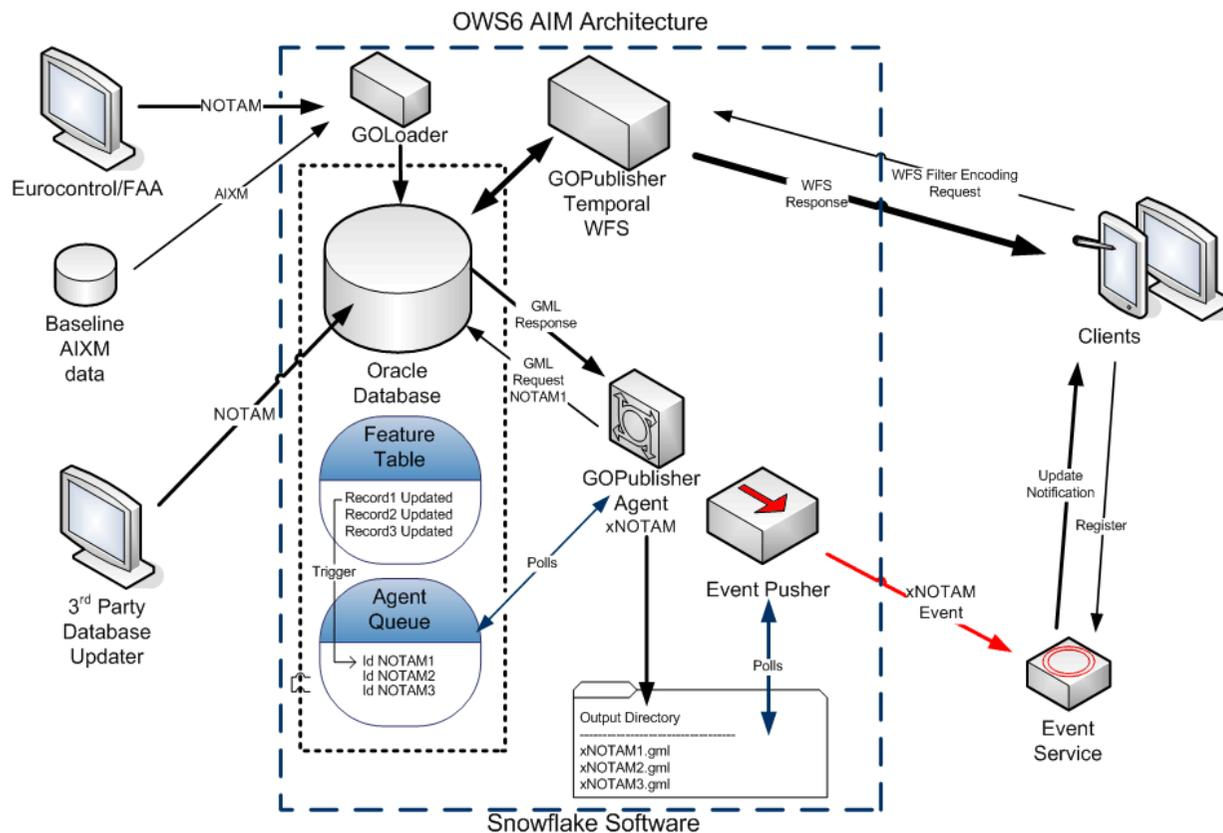 OWS6 AIM Architecture
NOTAM
GOLoader
Eurocontrol/FAA
AIXM
GOPublisher
Temporal
WFS
WFS Filter Encoding
Request
WFS
Response
Clients
Baseline
AIXM
data
Oracle
Database
GML
Response
GML
Request
NOTAM1
NOTAM
Feature
Table
Record1 Updated
Record2 Updated
Record3 Updated
Trigger
Agent
Queue
Id NOTAM1
Id NOTAM2
Id NOTAM3
Polls
GOPublisher
Agent
xNOTAM
3rd Party
Database
Updater
Event Pusher
Polls
xNOTAM
Event
Update
Notification
Register
Event
Service
Output Directory
------------------------------------
xNOTAM1.gml
xNOTAM2.gml
xNOTAM3.gml
Snowflake Software